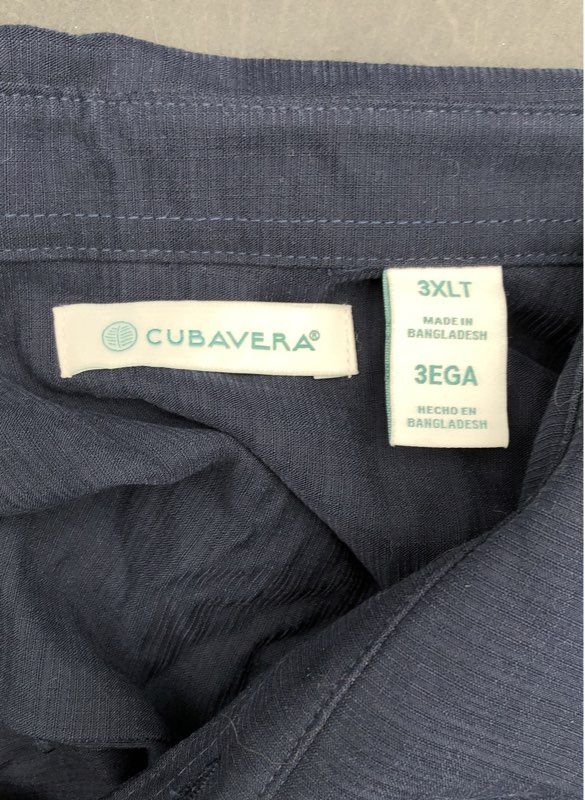 CUBAVERA®
3XLT
MADE IN
BANGLADESH
3EGA
HECHO EN
BANGLADESH